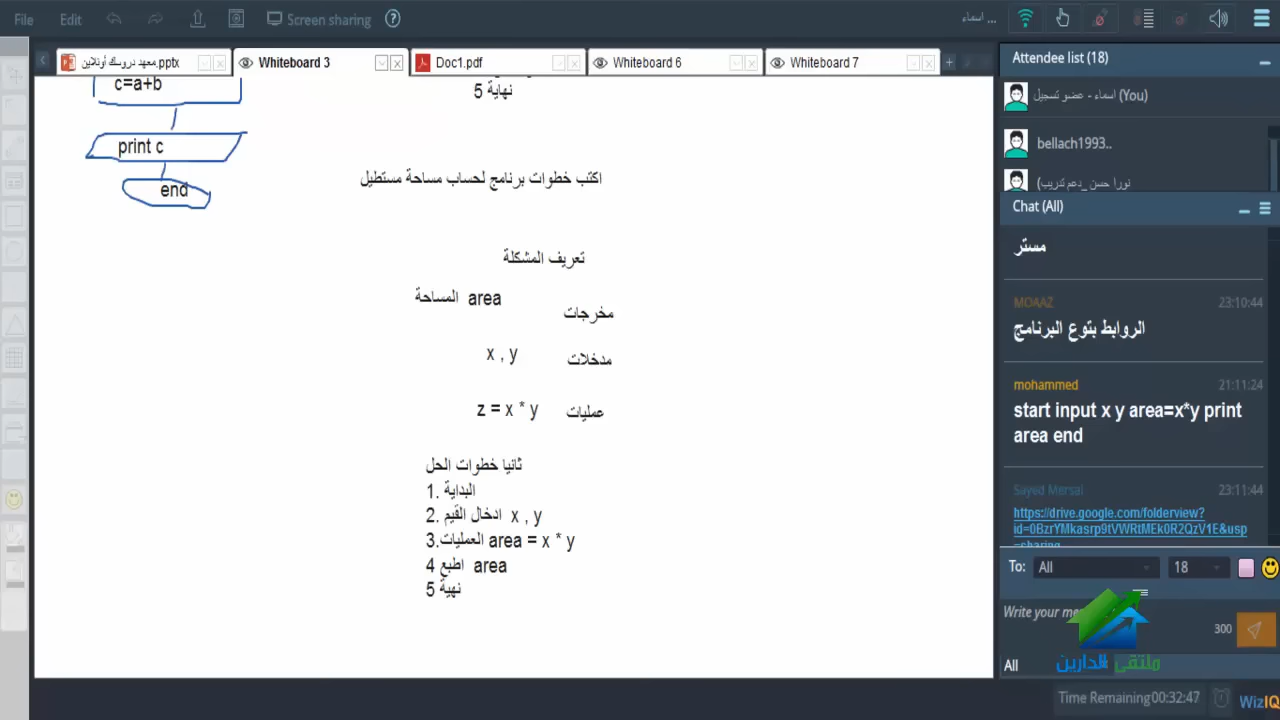 File Edit Screen sharing ?
اسماء ...
معهد دروسك أونلاين.pptx
Whiteboard 3
Doc1.pdf
Whiteboard 6
Whiteboard 7
c=a+b
print c
end
نهاية 5
اكتب خطوات برنامج لحساب مساحة مستطيل
تعريف المشكلة
المساحة area
مخرجات
x , y
مدخلات
z = x * y
عمليات
ثانيا خطوات الحل
1. البداية
2. ادخال القيم x , y
3.العمليات area = x * y
4 اطبع area
5 نهية
Attendee list (18)
اسماء - عضو تسجيل (You)
bellach1993..
نورا حسن _دعم تدريب)
Chat (All)
مستر
MOAAZ 23:10:44
الروابط بتوع البرنامج
mohammed 21:11:24
start input x y area=x*y print
area end
Sayed Mersal 23:11:44
https://drive.google.com/folderview?
id=0BzrYMkasrp9tVWRtMEk0R2QzV1E&usp
=sharing
To: All 18
Write your me
300
All
ملتقى الدارين
Time Remaining 00:32:47
WizIQ